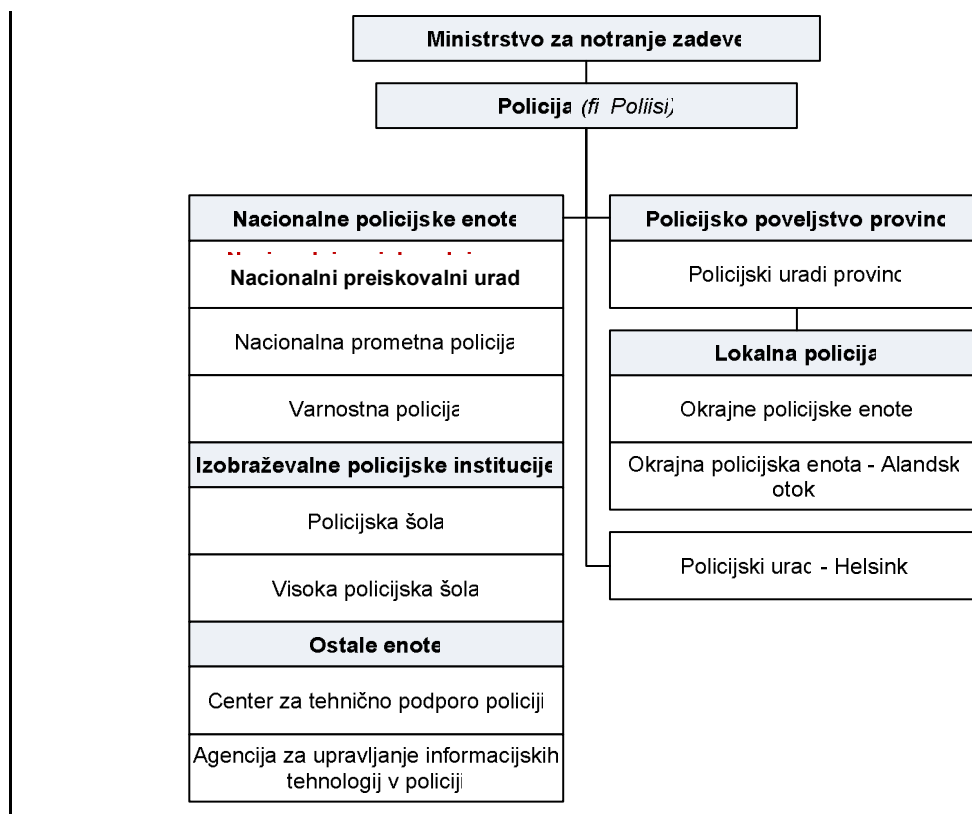 Ministrstvo za notranje zadeve
Policija (fi Poliisi)
Nacionalne policijske enote
Nacionalni preiskovalni urad
Nacionalna prometna policija
Varnostna policija
Izobraževalne policijske institucije
Policijska šola
Visoka policijska šola
Ostale enote
Center za tehnično podporo policiji
Agencija za upravljanje informacijskih
tehnologij v policiji
Policijsko poveljstvo provinc
Policijski uradi provinc
Lokalna policija
Okrajne policijske enote
Okrajna policijska enota - Alandsk
otok
Policijski urad - Helsink